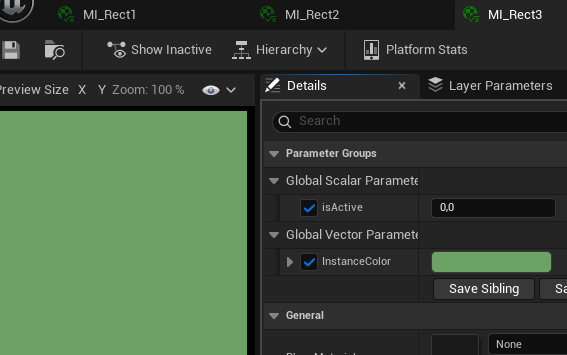 MI_Rect1
MI_Rect2
MI_Rect3
Show Inactive
Hierarchy
Platform Stats
Preview Size X Y Zoom: 100 %
Details
Layer Parameters
Search
Parameter Groups
Global Scalar Paramete
isActive
0,0
Global Vector Paramete
InstanceColor
Save Sibling
Sa
General
None